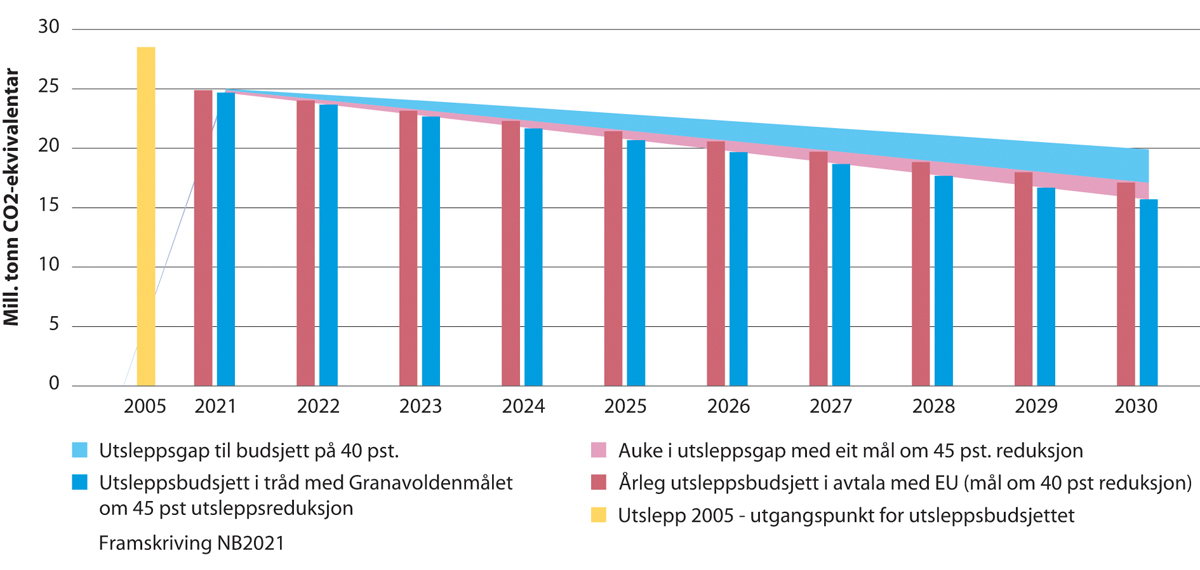 Mill. tonn CO2-ekvivalentar
30
25
20
15
10
5
0
2005 2021 2022 2023 2024 2025 2026 2027 2028 2029 2030
Utsleppsgap til budsjett på 40 pst.
Utsleppsbudsjett i tråd med Granavoldenmålet
om 45 pst utsleppsreduksjon
Framskriving NB2021
Auke i utsleppsgap med eit mål om 45 pst. reduksjon
Årleg utsleppsbudsjett i avtala med EU (mål om 40 pst reduksjon)
Utslepp 2005 - utgangspunkt for utsleppsbudsjettet